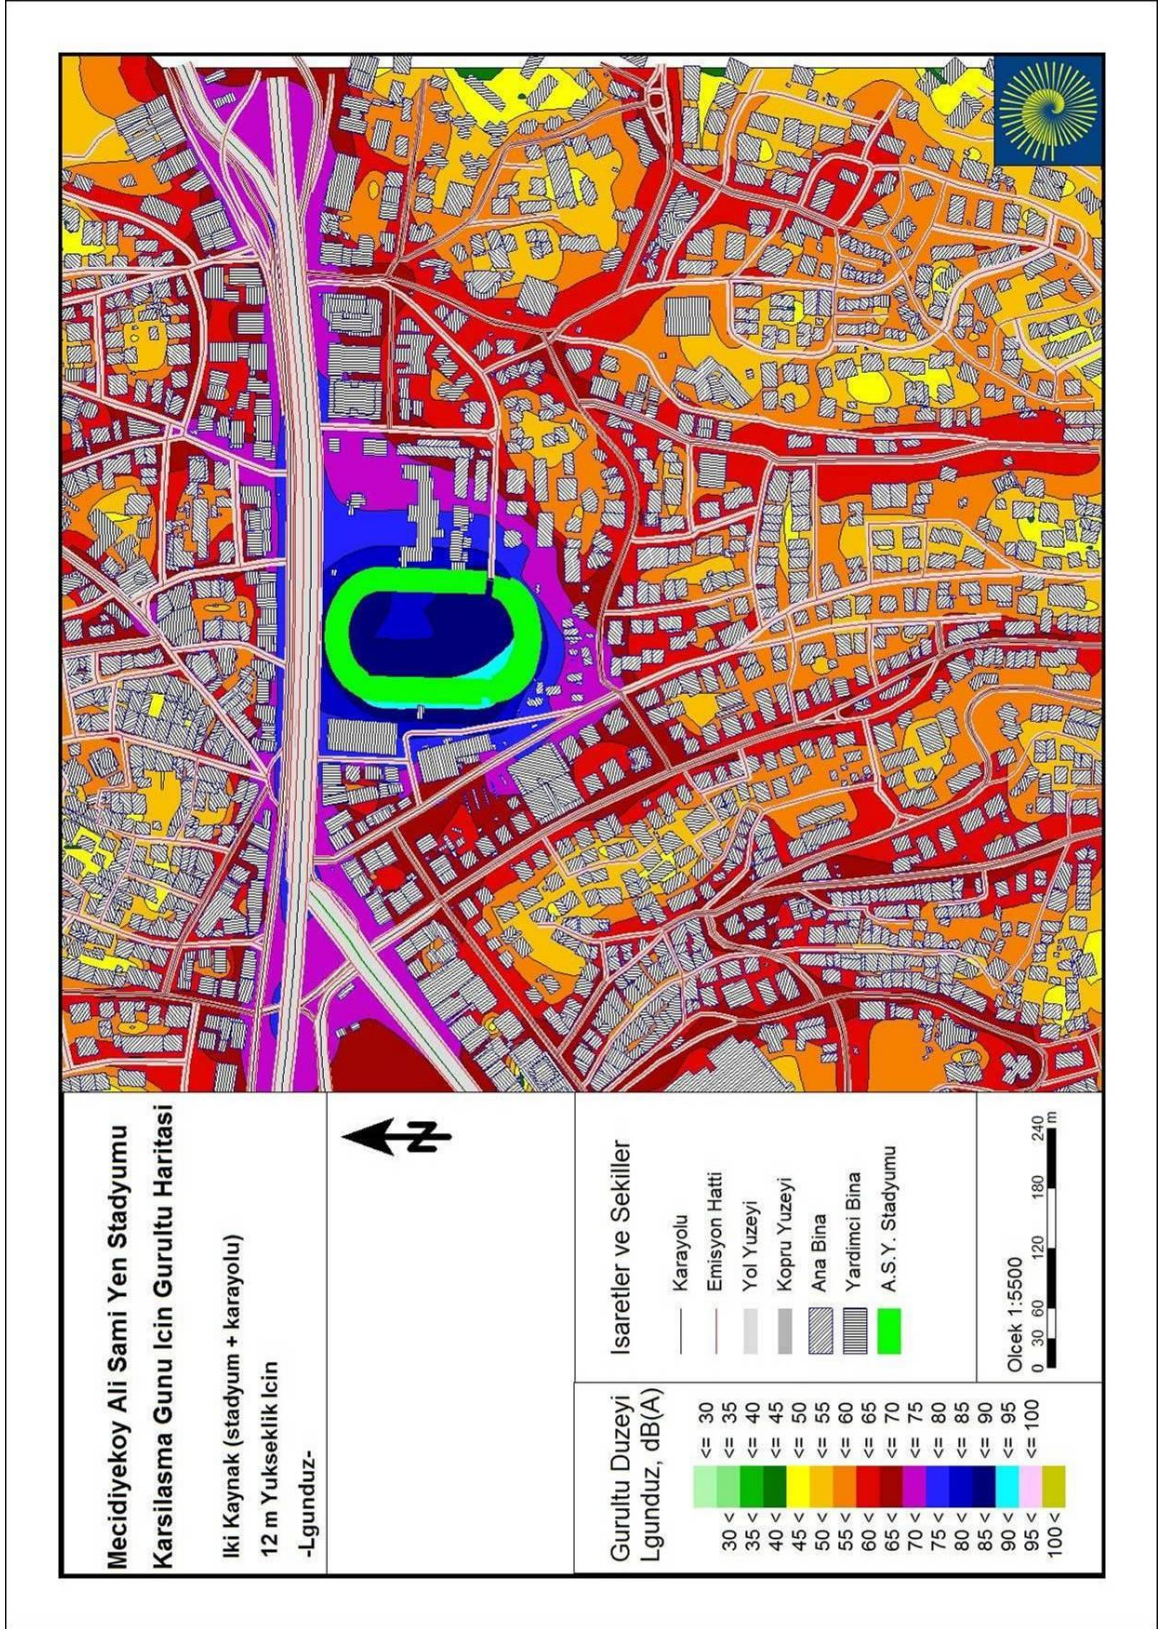 Mecidiyekoy Ali Sami Yen Stadyumu
Karsilasma Gunu Icin Gurultu Haritasi
Iki Kaynak (stadyum + karayolu)
12 m Yukseklik Icin
-Lgunduz-
N
Gurultu Duzeyi
Lgunduz, dB(A)
<= 30
30 < <= 35
35 < <= 40
40 < <= 45
45 < <= 50
50 < <= 55
55 < <= 60
60 < <= 65
65 < <= 70
70 < <= 75
75 < <= 80
80 < <= 85
85 < <= 90
90 < <= 95
95 < <= 100
100 <
Isaretler ve Sekiller
Karayolu
Emisyon Hatti
Yol Yuzeyi
Kopru Yuzeyi
Ana Bina
Yardimci Bina
A.S.Y. Stadyumu
Olcek 1:5500
0 30 60 120 180 240
m